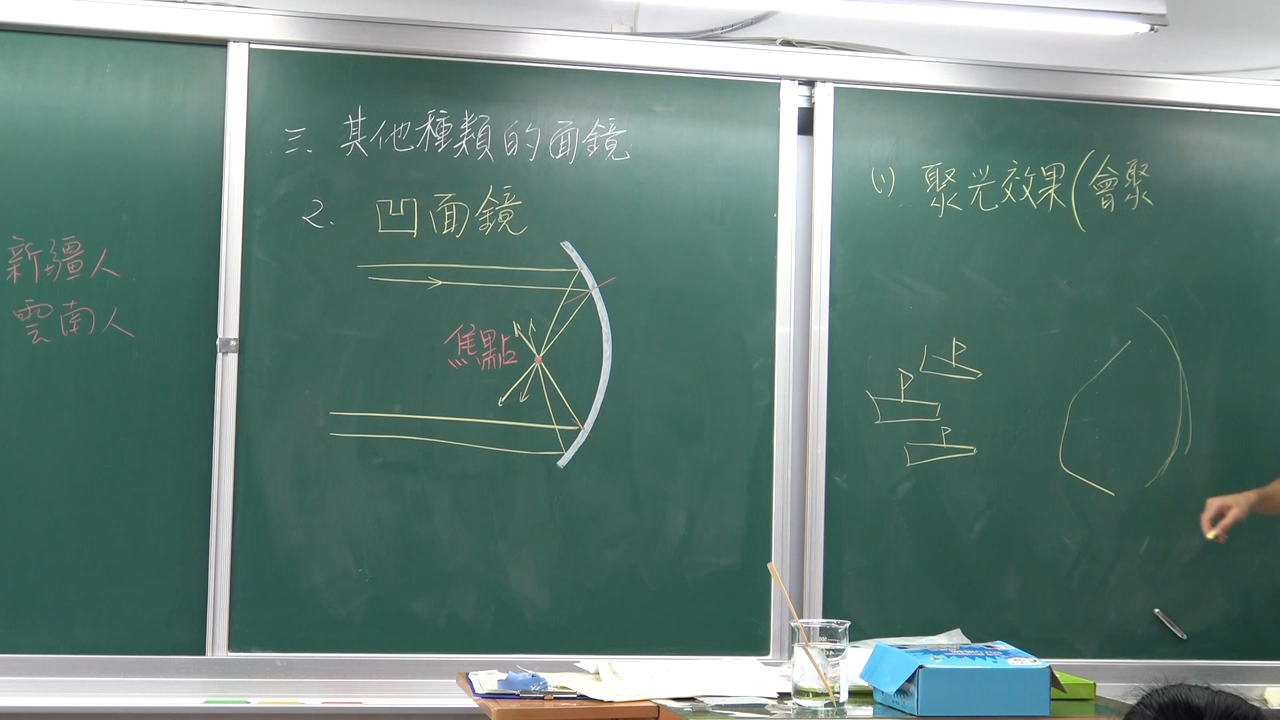 新疆人
雲南人
三. 其他種類的面鏡
2. 凹面鏡
焦點
(1) 聚光效果(會聚